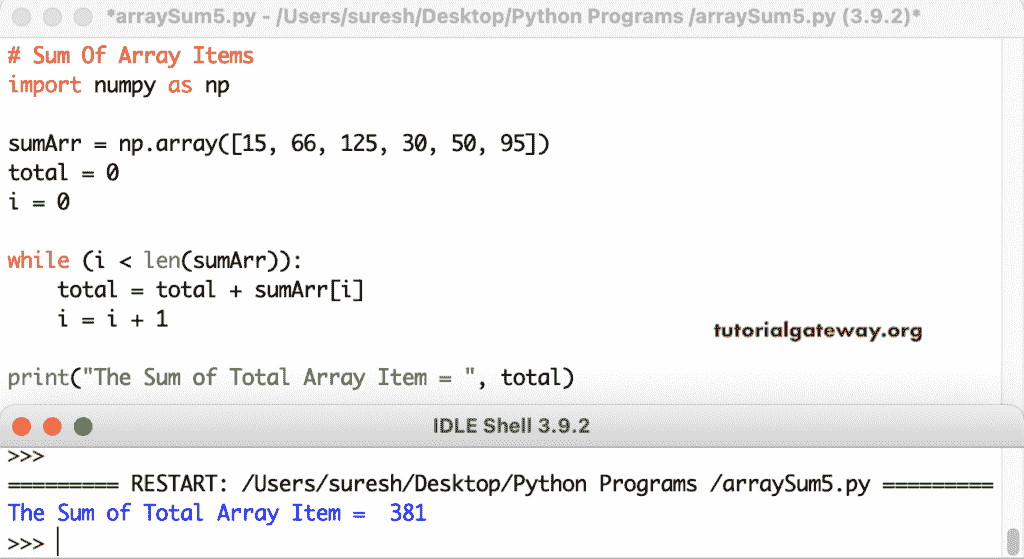 *arraySum5.py - /Users/suresh/Desktop/Python Programs /arraySum5.py (3.9.2)*
# Sum Of Array Items
import numpy as np
sumArr = np.array([15, 66, 125, 30, 50, 95])
total = 0
i = 0
while (i < len(sumArr)):
    total = total + sumArr[i]
    i = i + 1
tutorialgateway.org
print("The Sum of Total Array Item = ", total)
IDLE Shell 3.9.2
>>>
========= RESTART: /Users/suresh/Desktop/Python Programs /arraySum5.py =========
The Sum of Total Array Item =  381
>>>